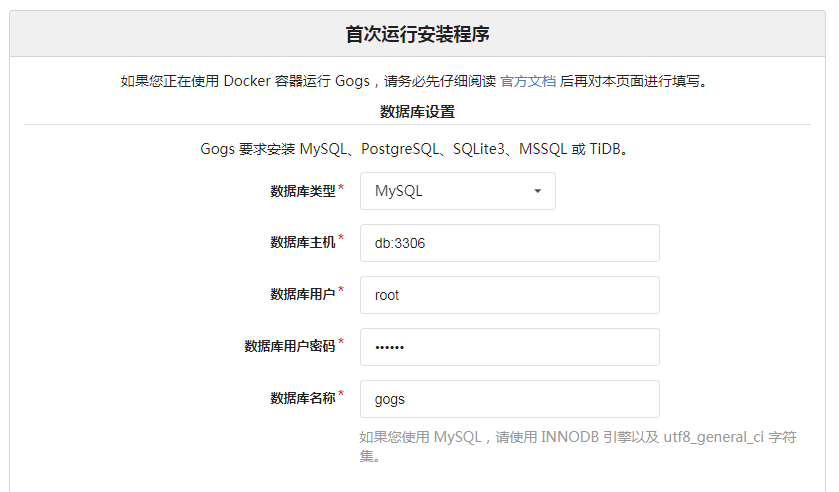 首次运行安装程序
如果您正在使用 Docker 容器运行 Gogs，请务必先仔细阅读 官方文档 后再对本页面进行填写。
数据库设置
Gogs 要求安装 MySQL、PostgreSQL、SQLite3、MSSQL 或 TiDB。
数据库类型* MySQL
数据库主机* db:3306
数据库用户* root
数据库用户密码* ••••••
数据库名称* gogs
如果您使用 MySQL，请使用 INNODB 引擎以及 utf8_general_ci 字符
集。